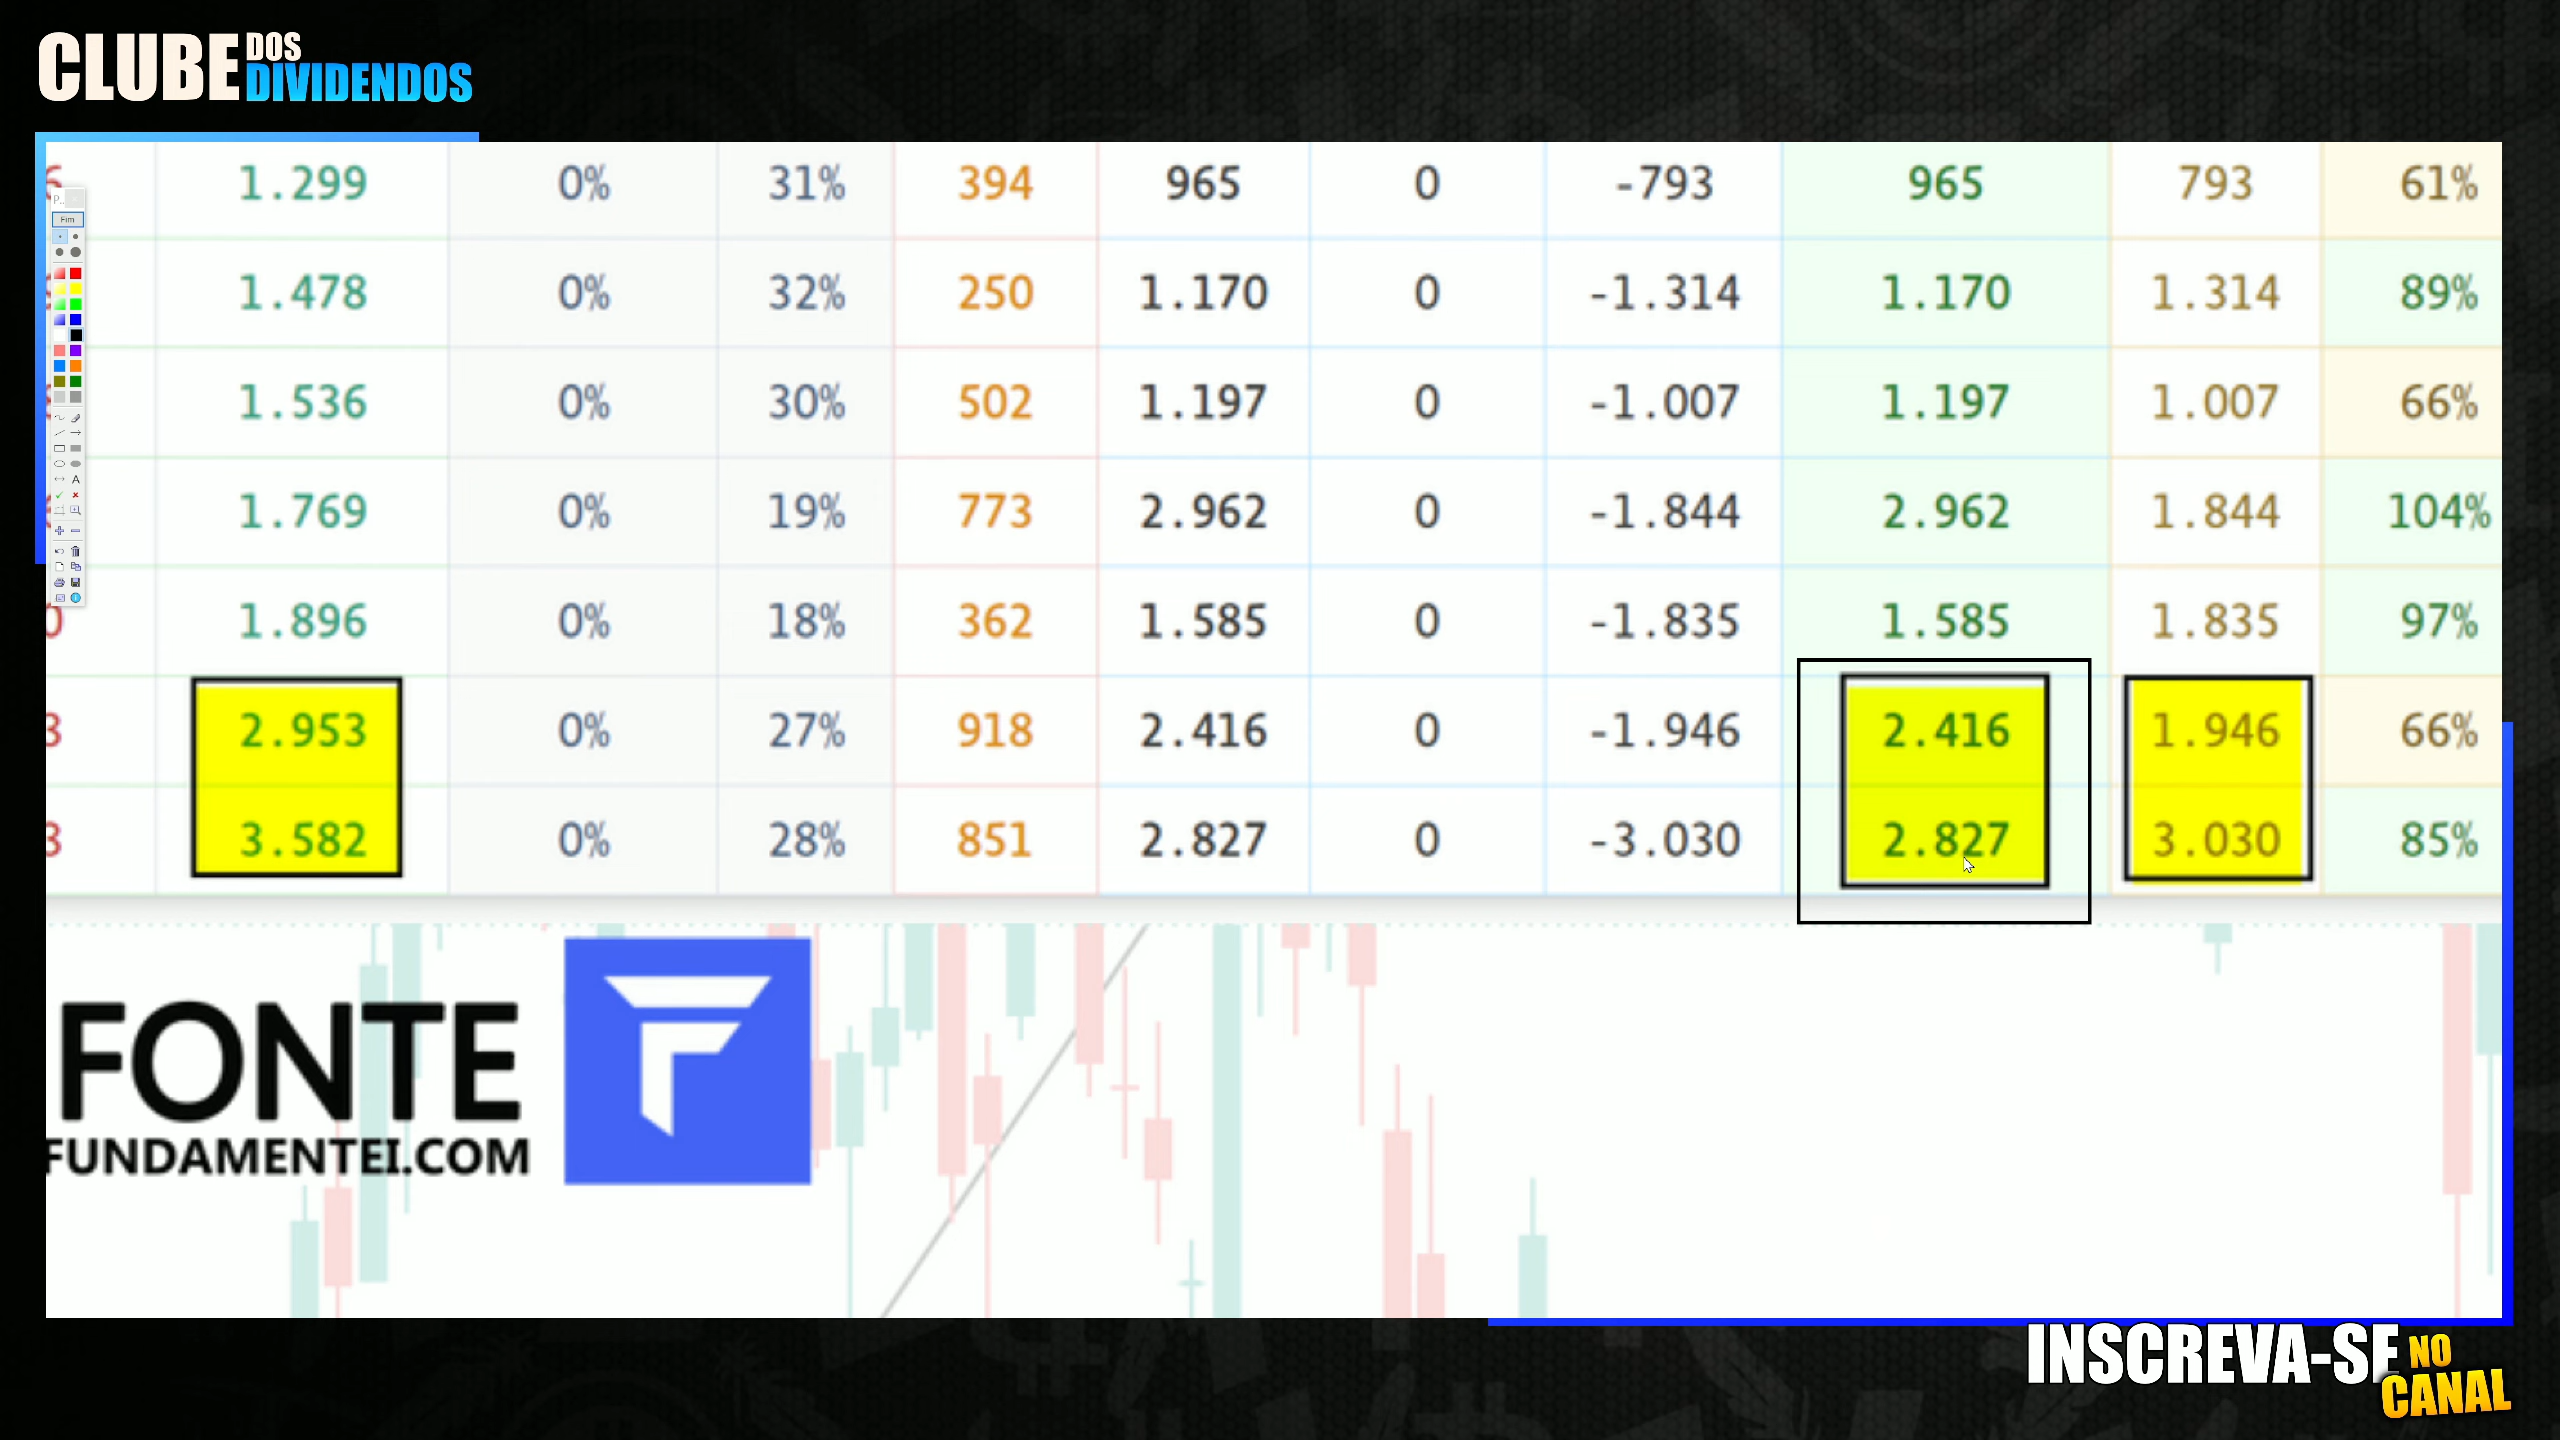 CLUBE DOS
DIVIDENDOS
1.299 0% 31% 394 965 0 -793 965 793 61%
1.478 0% 32% 250 1.170 0 -1.314 1.170 1.314 89%
1.536 0% 30% 502 1.197 0 -1.007 1.197 1.007 66%
1.769 0% 19% 773 2.962 0 -1.844 2.962 1.844 104%
0 1.896 0% 18% 362 1.585 0 -1.835 1.585 1.835 97%
3 2.953 0% 27% 918 2.416 0 -1.946 2.416 1.946 66%
3 3.582 0% 28% 851 2.827 0 -3.030 2.827 3.030 85%
Fim
A
FONTE
FUNDAMENTEI.COM
INSCREVA-SE NO
CANAL